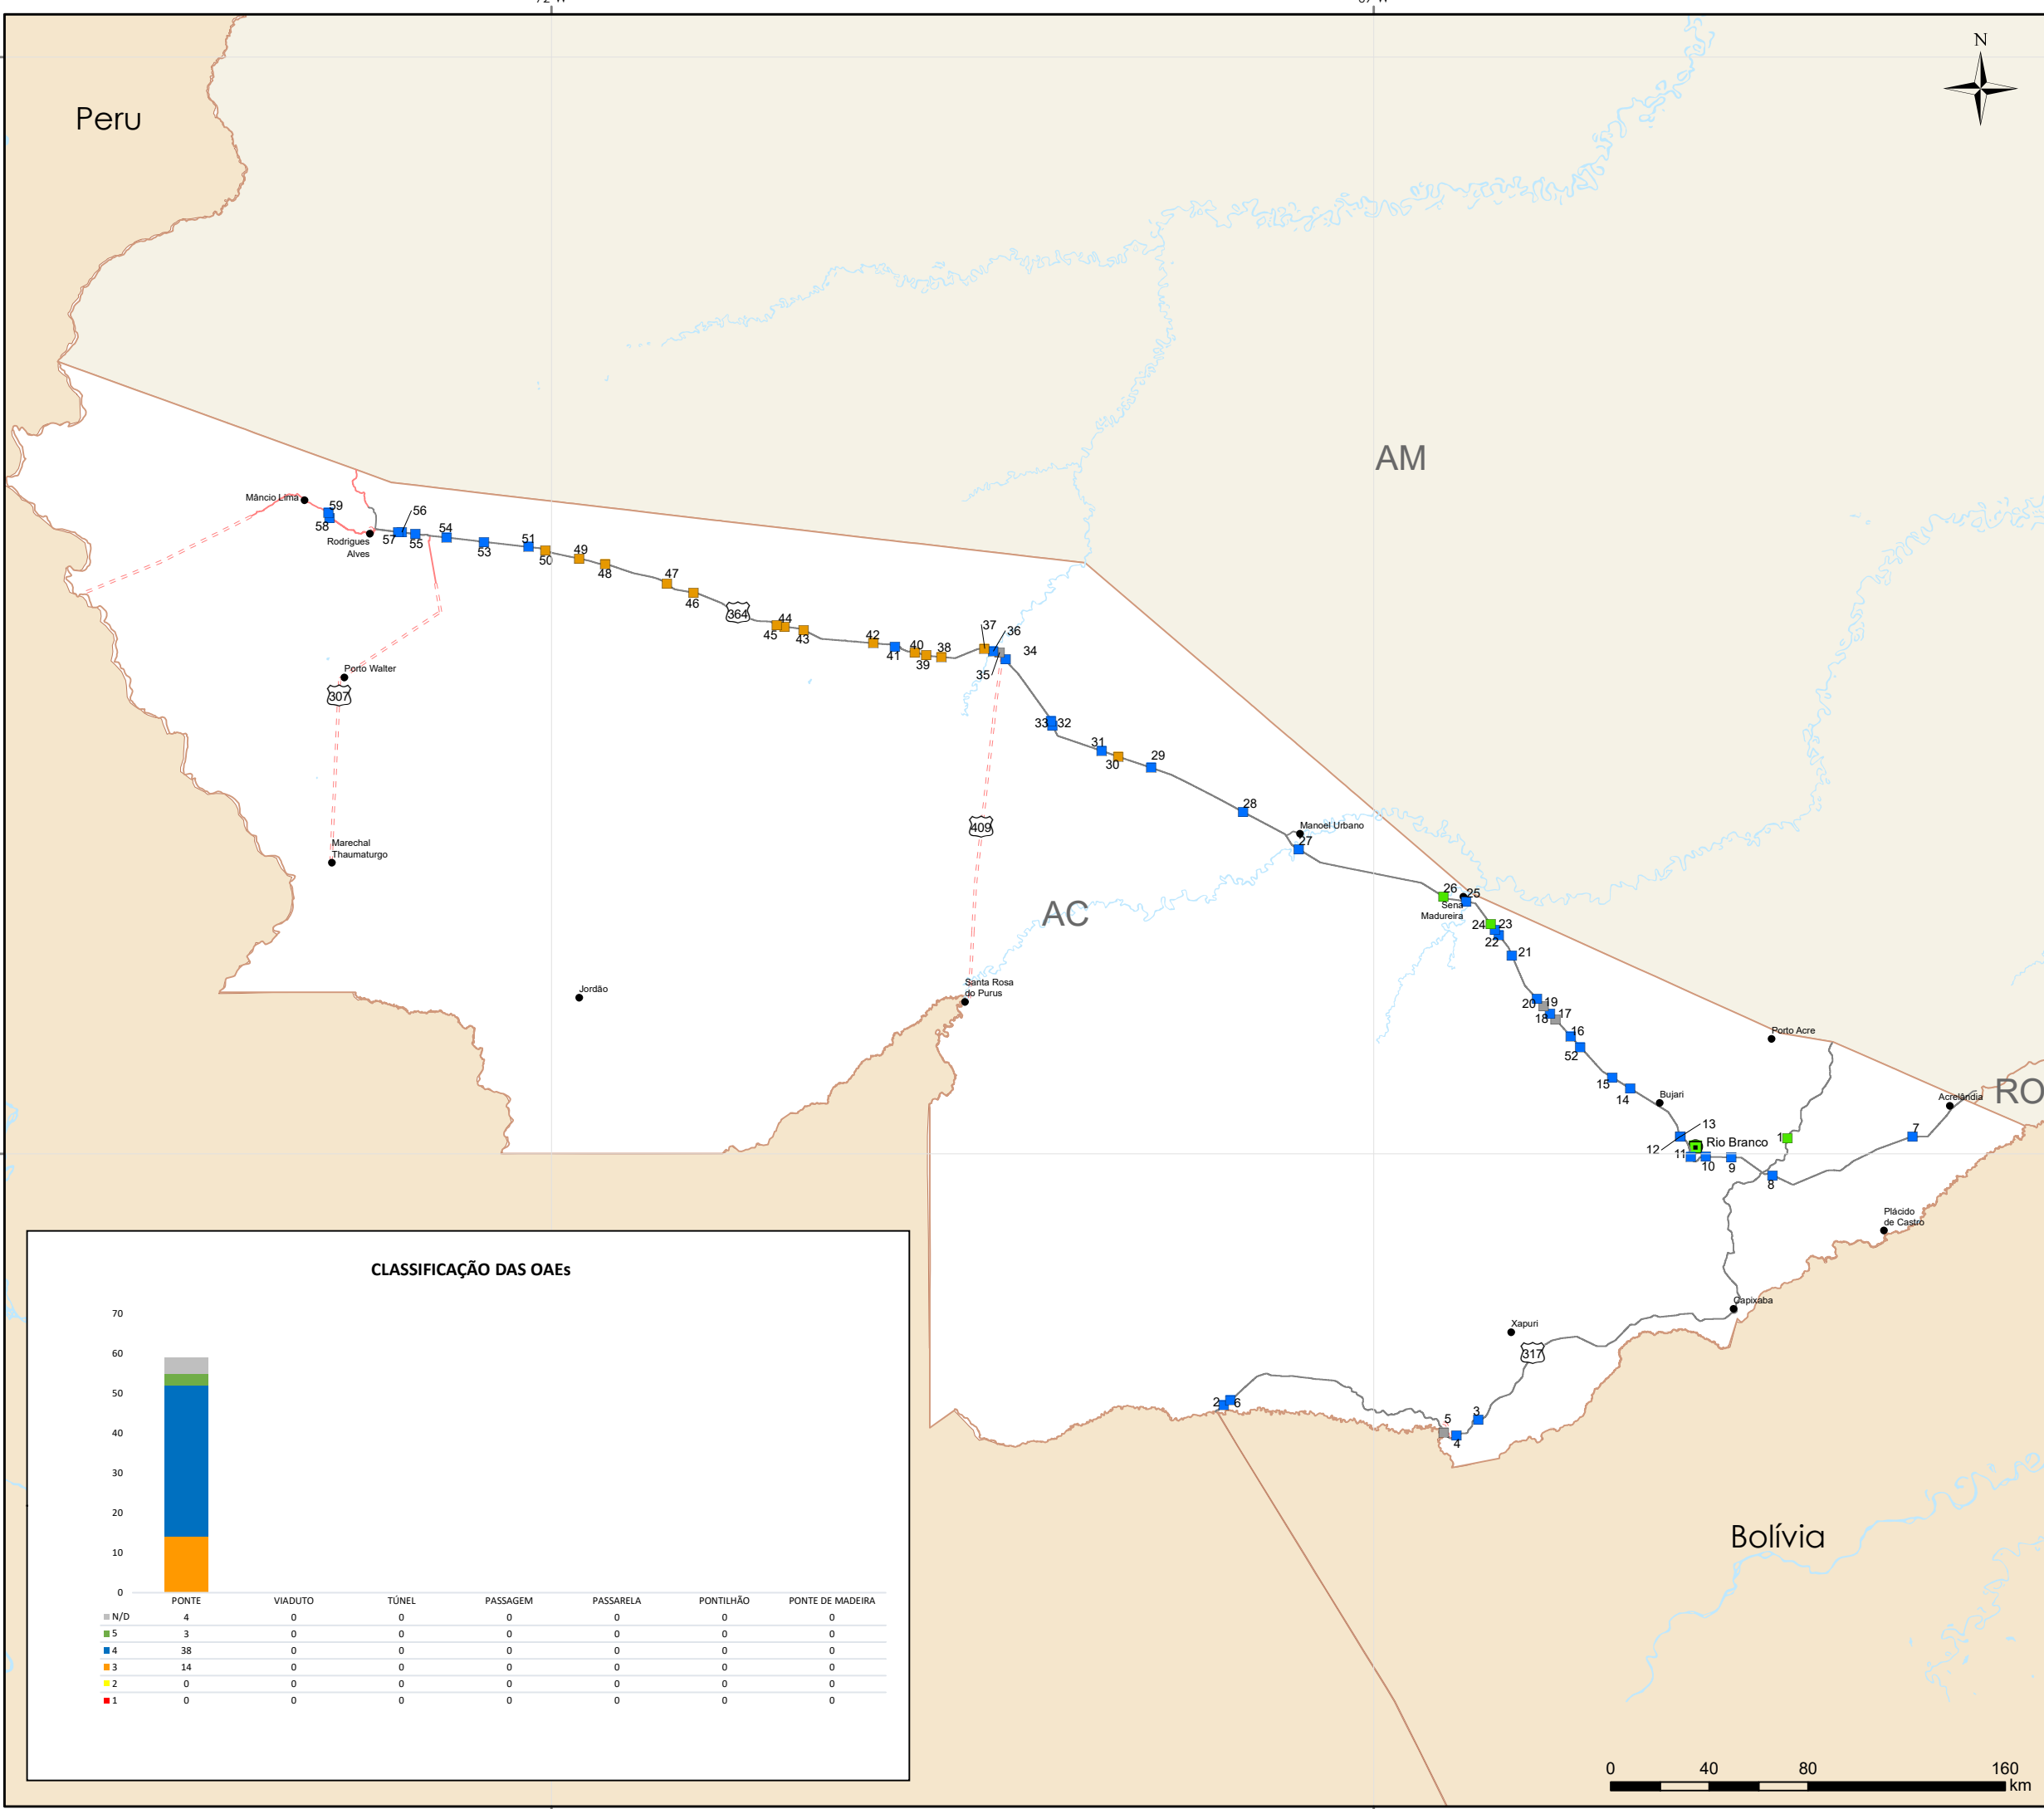 N
Peru
AM
Mâncio Lima
59
58
Rodrigues
Alves
57
56
55
54
53
51
50
49
48
47
46
364
44
45
43
42
41
40
39
38
37
36
35
34
Porto Walter
307
33
32
31
30
29
28
Manoel Urbano
27
409
Marechal
Thaumaturgo
AC
26
25
Sena
Madureira
24
23
22
21
20
19
18
17
16
52
15
14
Jordão
Santa Rosa
do Purus
Porto Acre
Bujari
Acrelândia
RO
13
12
Rio Branco
11
10
9
8
1
7
Plácido
de Castro
Capixaba
Xapuri
317
2
6
5
3
4
Bolívia
CLASSIFICAÇÃO DAS OAEs
70
60
50
40
30
20
10
0
PONTE VIADUTO TÚNEL PASSAGEM PASSARELA PONTILHÃO PONTE DE MADEIRA
N/D 4 0 0 0 0 0 0
5 3 0 0 0 0 0 0
4 38 0 0 0 0 0 0
3 14 0 0 0 0 0 0
2 0 0 0 0 0 0 0
1 0 0 0 0 0 0 0
0 40 80 160
km